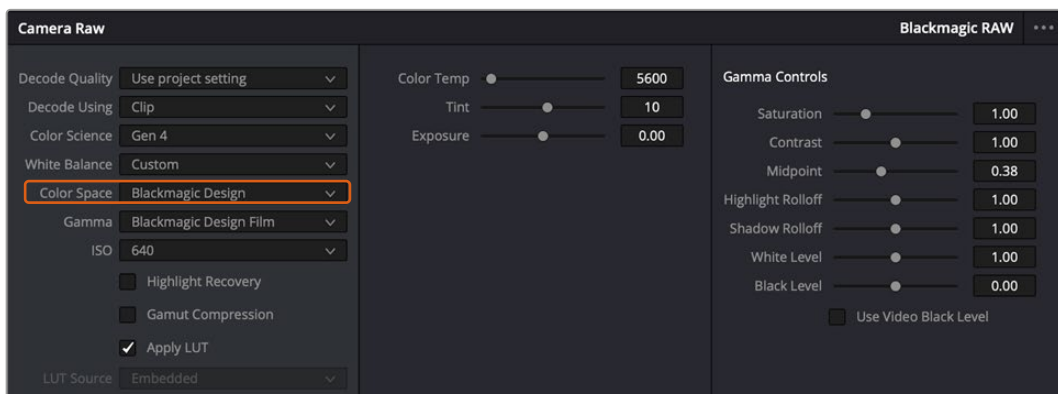 Camera Raw Blackmagic RAW
Decode Quality Use project setting
Decode Using Clip
Color Science Gen 4
White Balance Custom
Color Space Blackmagic Design
Gamma Blackmagic Design Film
ISO 640
Highlight Recovery
Gamut Compression
Apply LUT
LUT Source Embedded
Color Temp 5600
Tint 10
Exposure 0.00
Gamma Controls
Saturation 1.00
Contrast 1.00
Midpoint 0.38
Highlight Rolloff 1.00
Shadow Rolloff 1.00
White Level 1.00
Black Level 0.00
Use Video Black Level